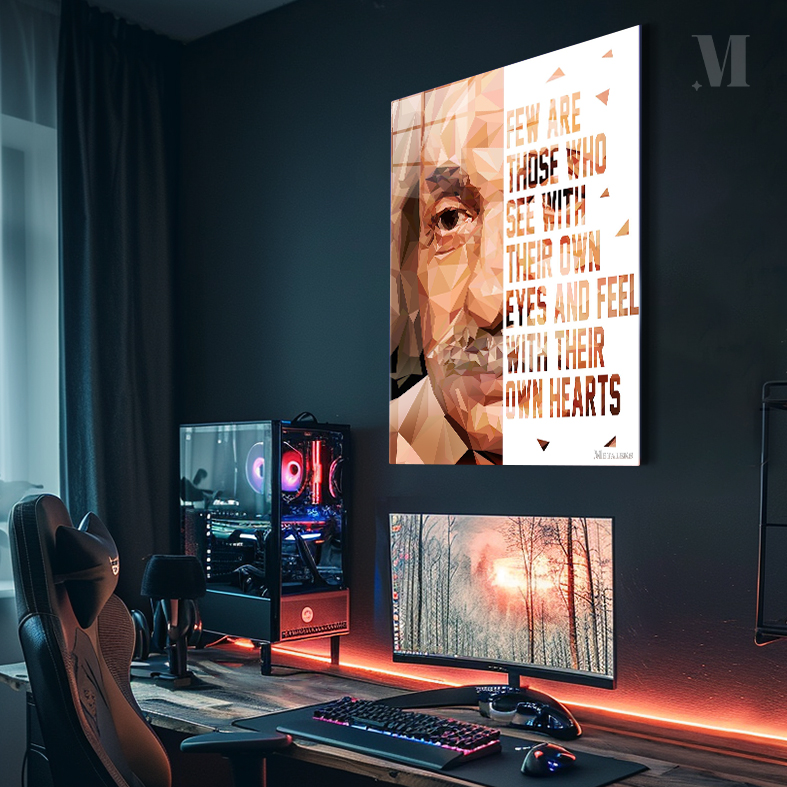 M
FEW ARE
THOSE WHO
SEE WITH
THEIR OWN
EYES AND FEEL
WITH THEIR
OWN HEARTS